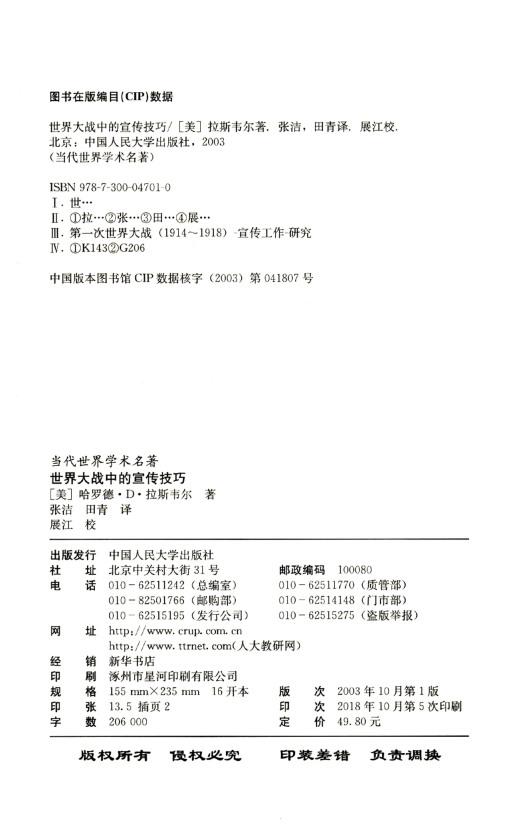 图书在版编目(CIP)数据
世界大战中的宣传技巧/［美］拉斯韦尔著. 张洁，田青译. 展江校.
北京：中国人民大学出版社，2003
(当代世界学术名著)
ISBN 978-7-300-04701-0
Ⅰ. 世…
Ⅱ. ①拉…②张…③田…④展…
Ⅲ. 第一次世界大战（1914～1918）-宣传工作-研究
Ⅳ. ①K143②G206
中国版本图书馆 CIP 数据核字（2003）第 041807 号
当代世界学术名著
世界大战中的宣传技巧
［美］哈罗德·D·拉斯韦尔 著
张洁 田青 译
展江 校
出版发行 中国人民大学出版社
社 址 北京中关村大街 31 号 邮政编码 100080
电 话 010－62511242（总编室） 010－62511770（质管部）
010－82501766（邮购部） 010－62514148（门市部）
010－62515195（发行公司） 010－62515275（盗版举报）
网 址 http://www.crup.com.cn
http://www.ttrnet.com(人大教研网)
经 销 新华书店
印 刷 涿州市星河印刷有限公司
规 格 155 mm×235 mm 16 开本 版 次 2003 年 10 月第 1 版
印 张 13.5 插页 2 印 次 2018 年 10 月第 5 次印刷
字 数 206 000 定 价 49.80 元
版权所有 侵权必究 印装差错 负责调换